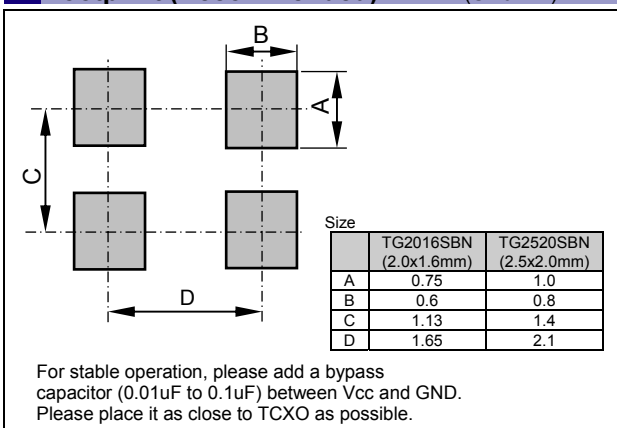 B
A
C
D
Size
TG2016SBN TG2520SBN
(2.0x1.6mm) (2.5x2.0mm)
A 0.75 1.0
B 0.6 0.8
C 1.13 1.4
D 1.65 2.1
For stable operation, please add a bypass
capacitor (0.01uF to 0.1uF) between Vcc and GND.
Please place it as close to TCXO as possible.